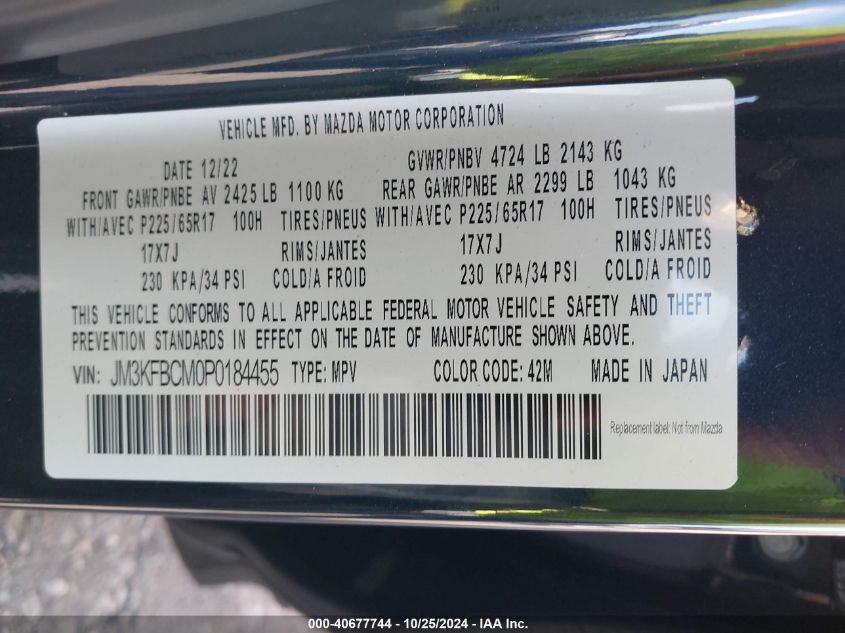 VEHICLE MFD. BY MAZDA MOTOR CORPORATION
DATE 12/22 GVWR/PNBV 4724 LB 2143 KG
FRONT GAWR/PNBE AV 2425 LB 1100 KG REAR GAWR/PNBE AR 2299 LB 1043 KG
WITH/AVEC P225/65R17 100H TIRES/PNEUS WITH/AVEC P225/65R17 100H TIRES/PNEUS
17X7J RIMS/JANTES 17X7J RIMS/JANTES
230 KPA/34 PSI COLD/A FROID 230 KPA/34 PSI COLD/A FROID
THIS VEHICLE CONFORMS TO ALL APPLICABLE FEDERAL MOTOR VEHICLE SAFETY AND THEFT
PREVENTION STANDARDS IN EFFECT ON THE DATE OF MANUFACTURE SHOWN ABOVE.
VIN: JM3KFBCM0P0184455 TYPE: MPV COLOR CODE: 42M MADE IN JAPAN
Replacement label: Not from Mazda
000-40677744 - 10/25/2024 - IAA Inc.